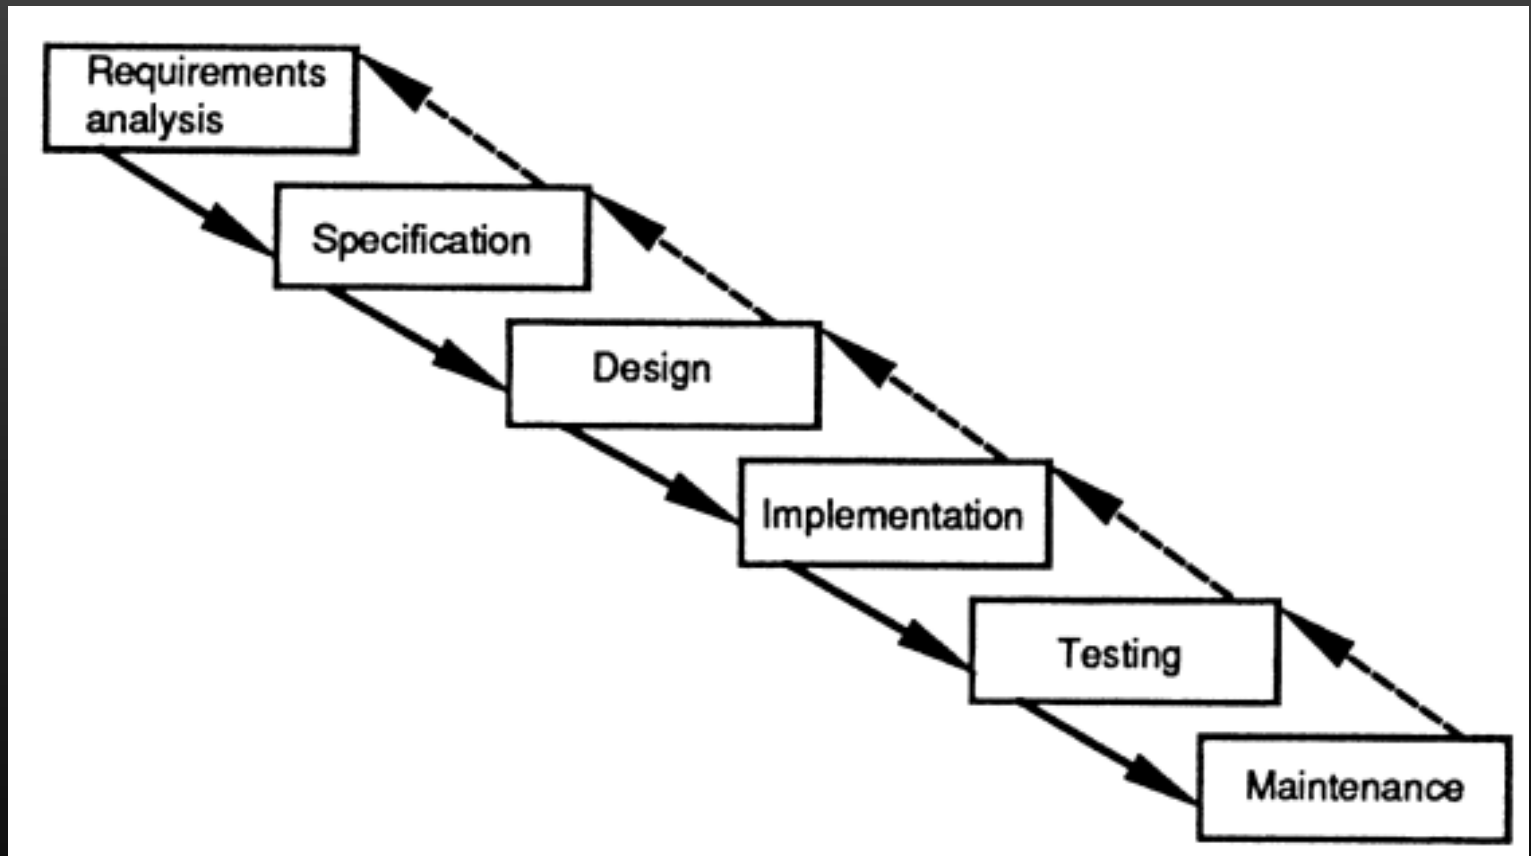 Requirements
analysis
Specification
Design
Implementation
Testing
Maintenance